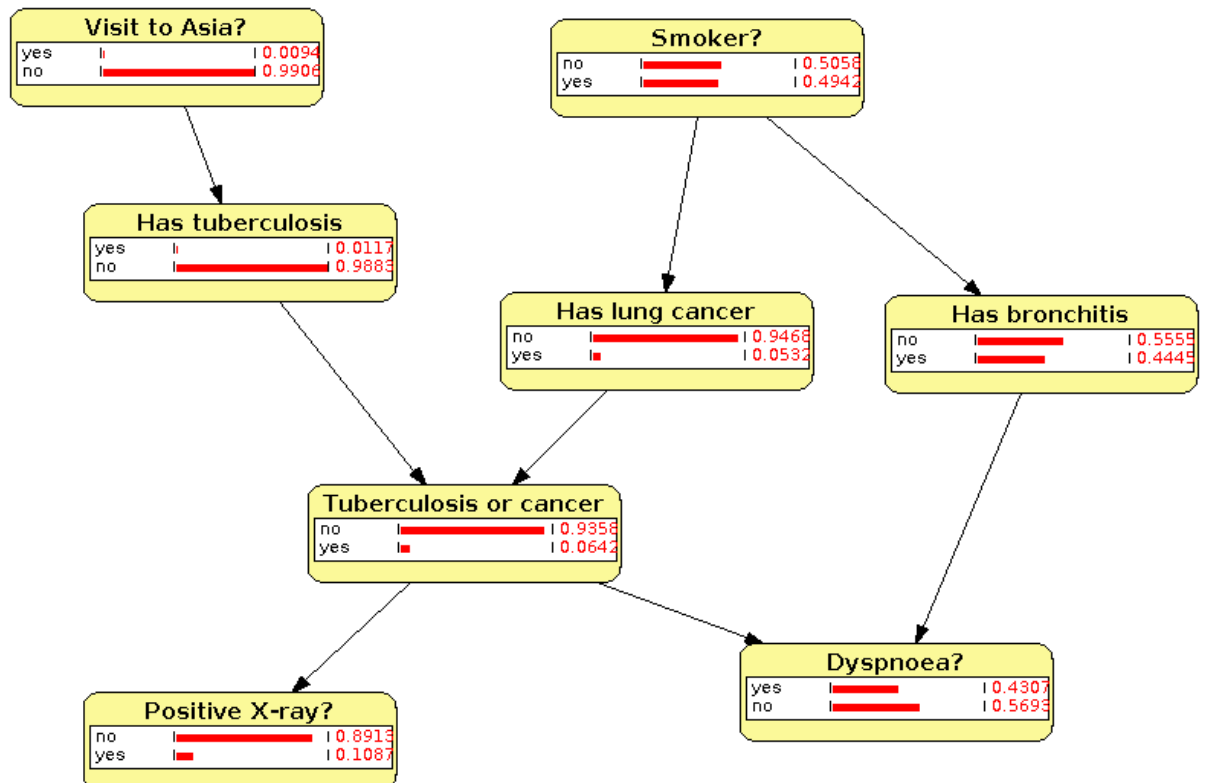 Visit to Asia?
yes 0.0094
no 0.9906
Smoker?
no 0.5058
yes 0.4942
Has tuberculosis
yes 0.0117
no 0.9883
Has lung cancer
no 0.9468
yes 0.0532
Has bronchitis
no 0.5555
yes 0.4445
Tuberculosis or cancer
no 0.9358
yes 0.0642
Dyspnoea?
yes 0.4307
no 0.5693
Positive X-ray?
no 0.8913
yes 0.1087